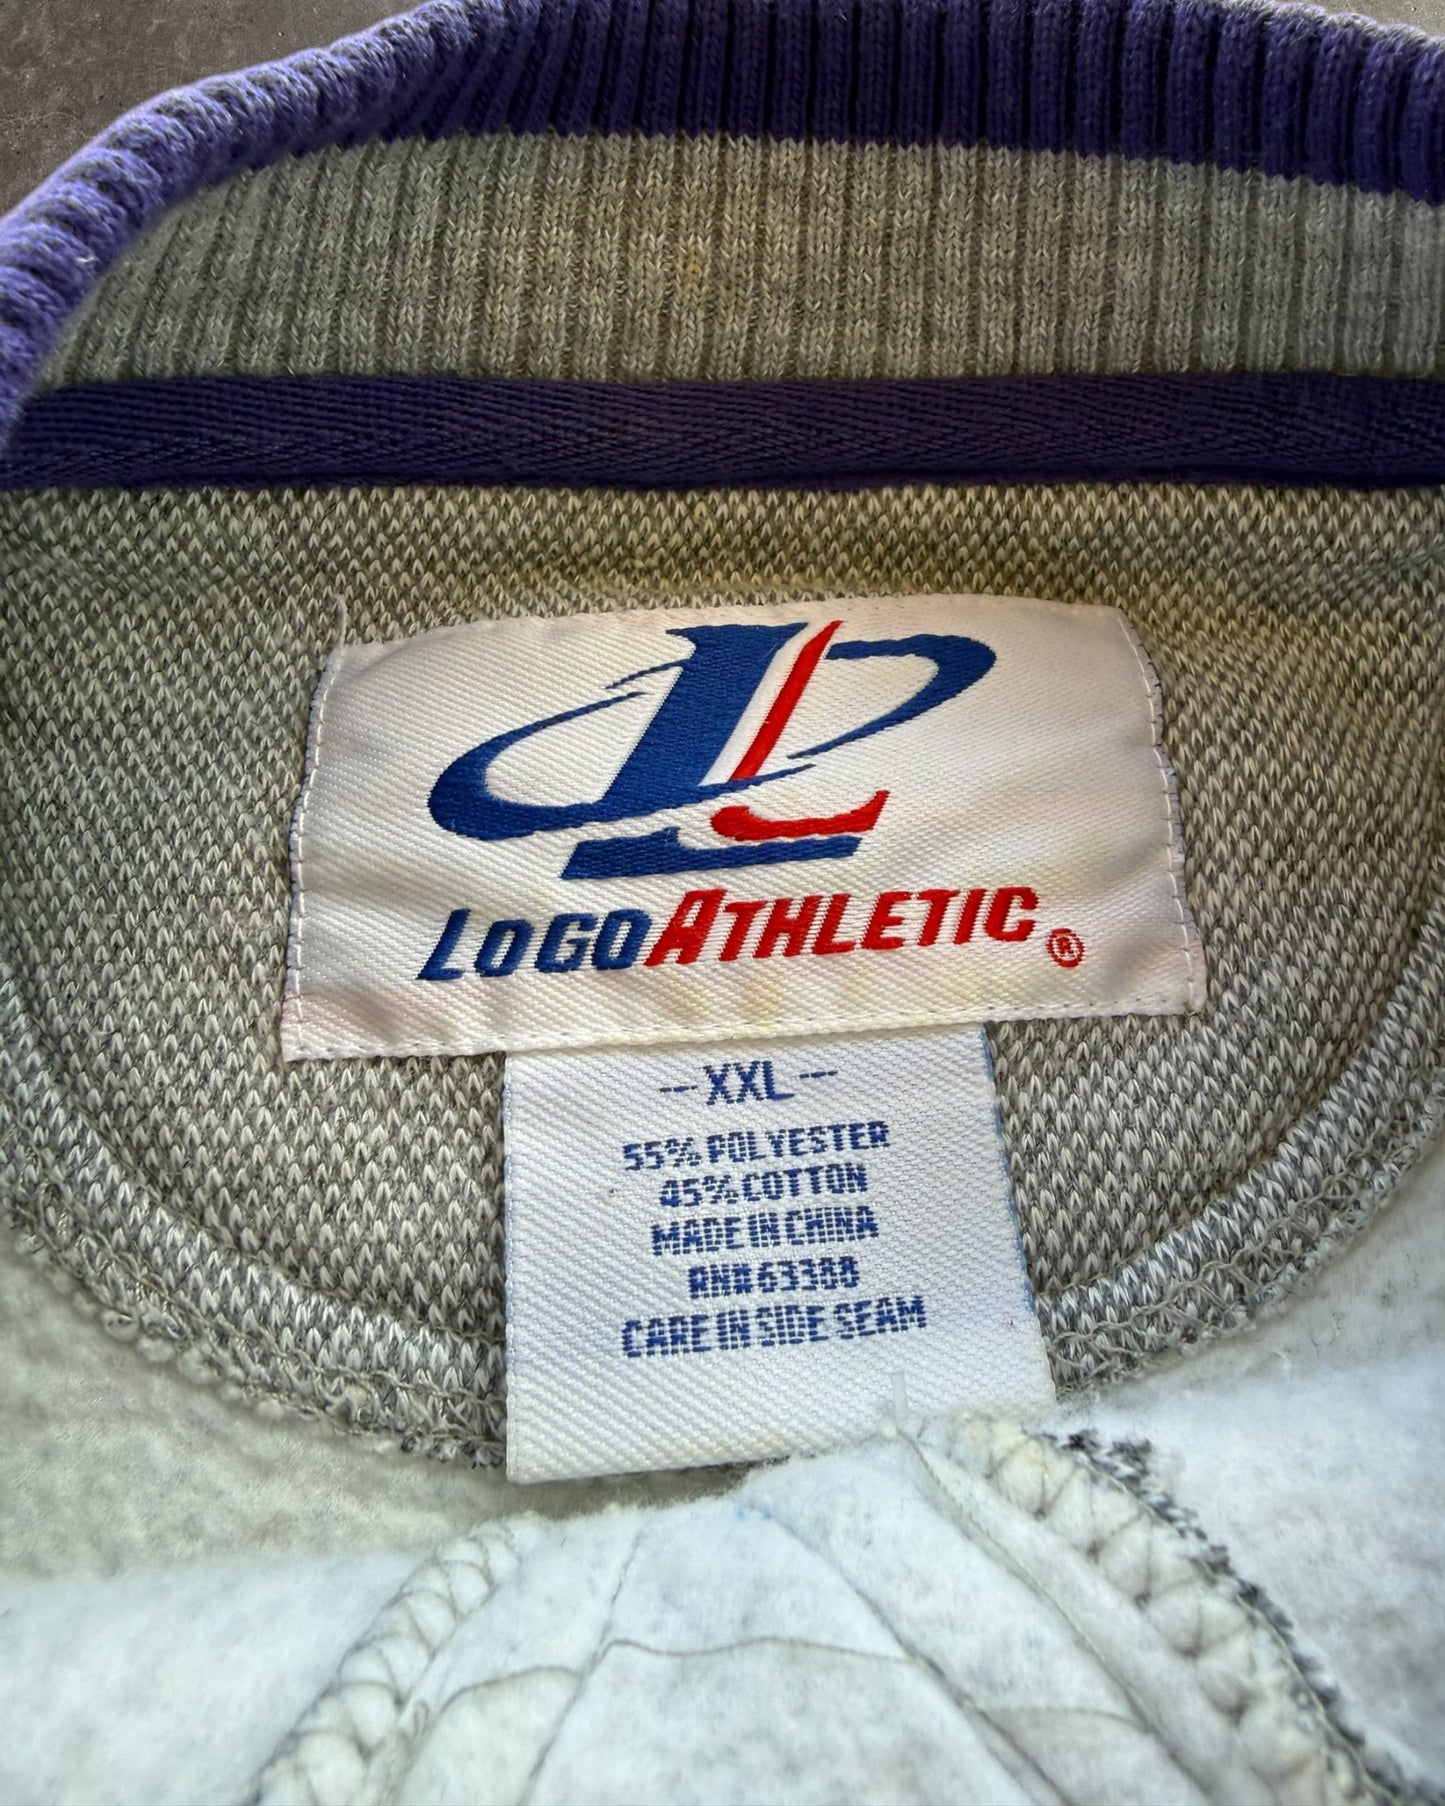 LOGO ATHLETIC ®
-- XXL --
55% POLYESTER
45% COTTON
MADE IN CHINA
RN# 63388
CARE IN SIDE SEAM